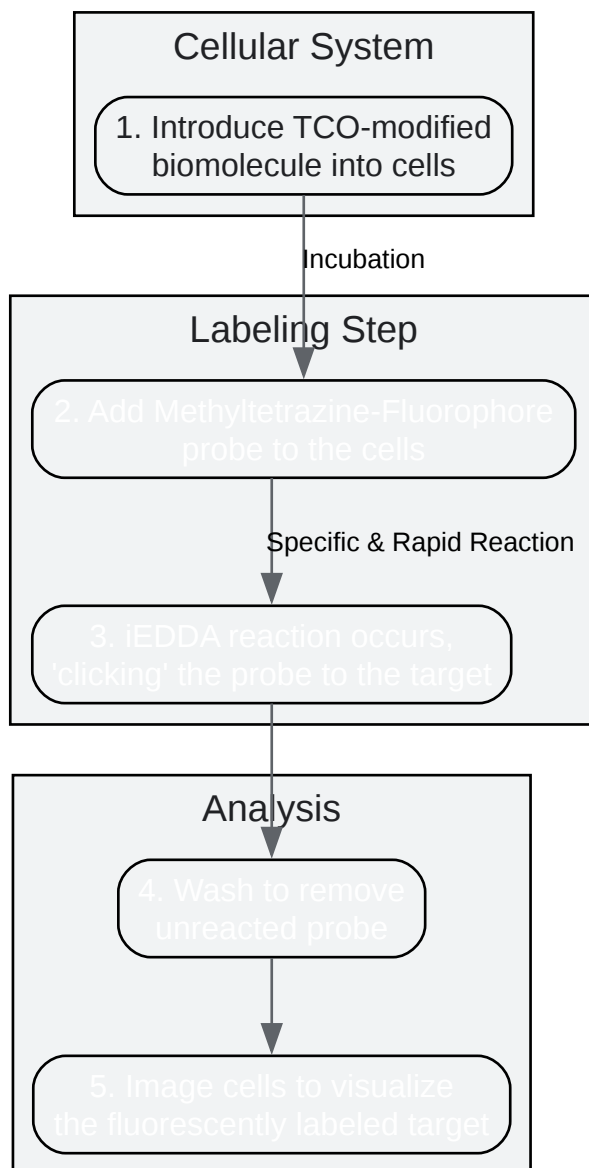 Cellular System
1. Introduce TCO-modified
biomolecule into cells
Incubation
Labeling Step
2. Add Methyltetrazine-Fluorophore
probe to the cells
Specific & Rapid Reaction
3. iEDDA reaction occurs,
'clicking' the probe to the target
Analysis
4. Wash to remove
unreacted probe
5. Image cells to visualize
the fluorescently labeled target